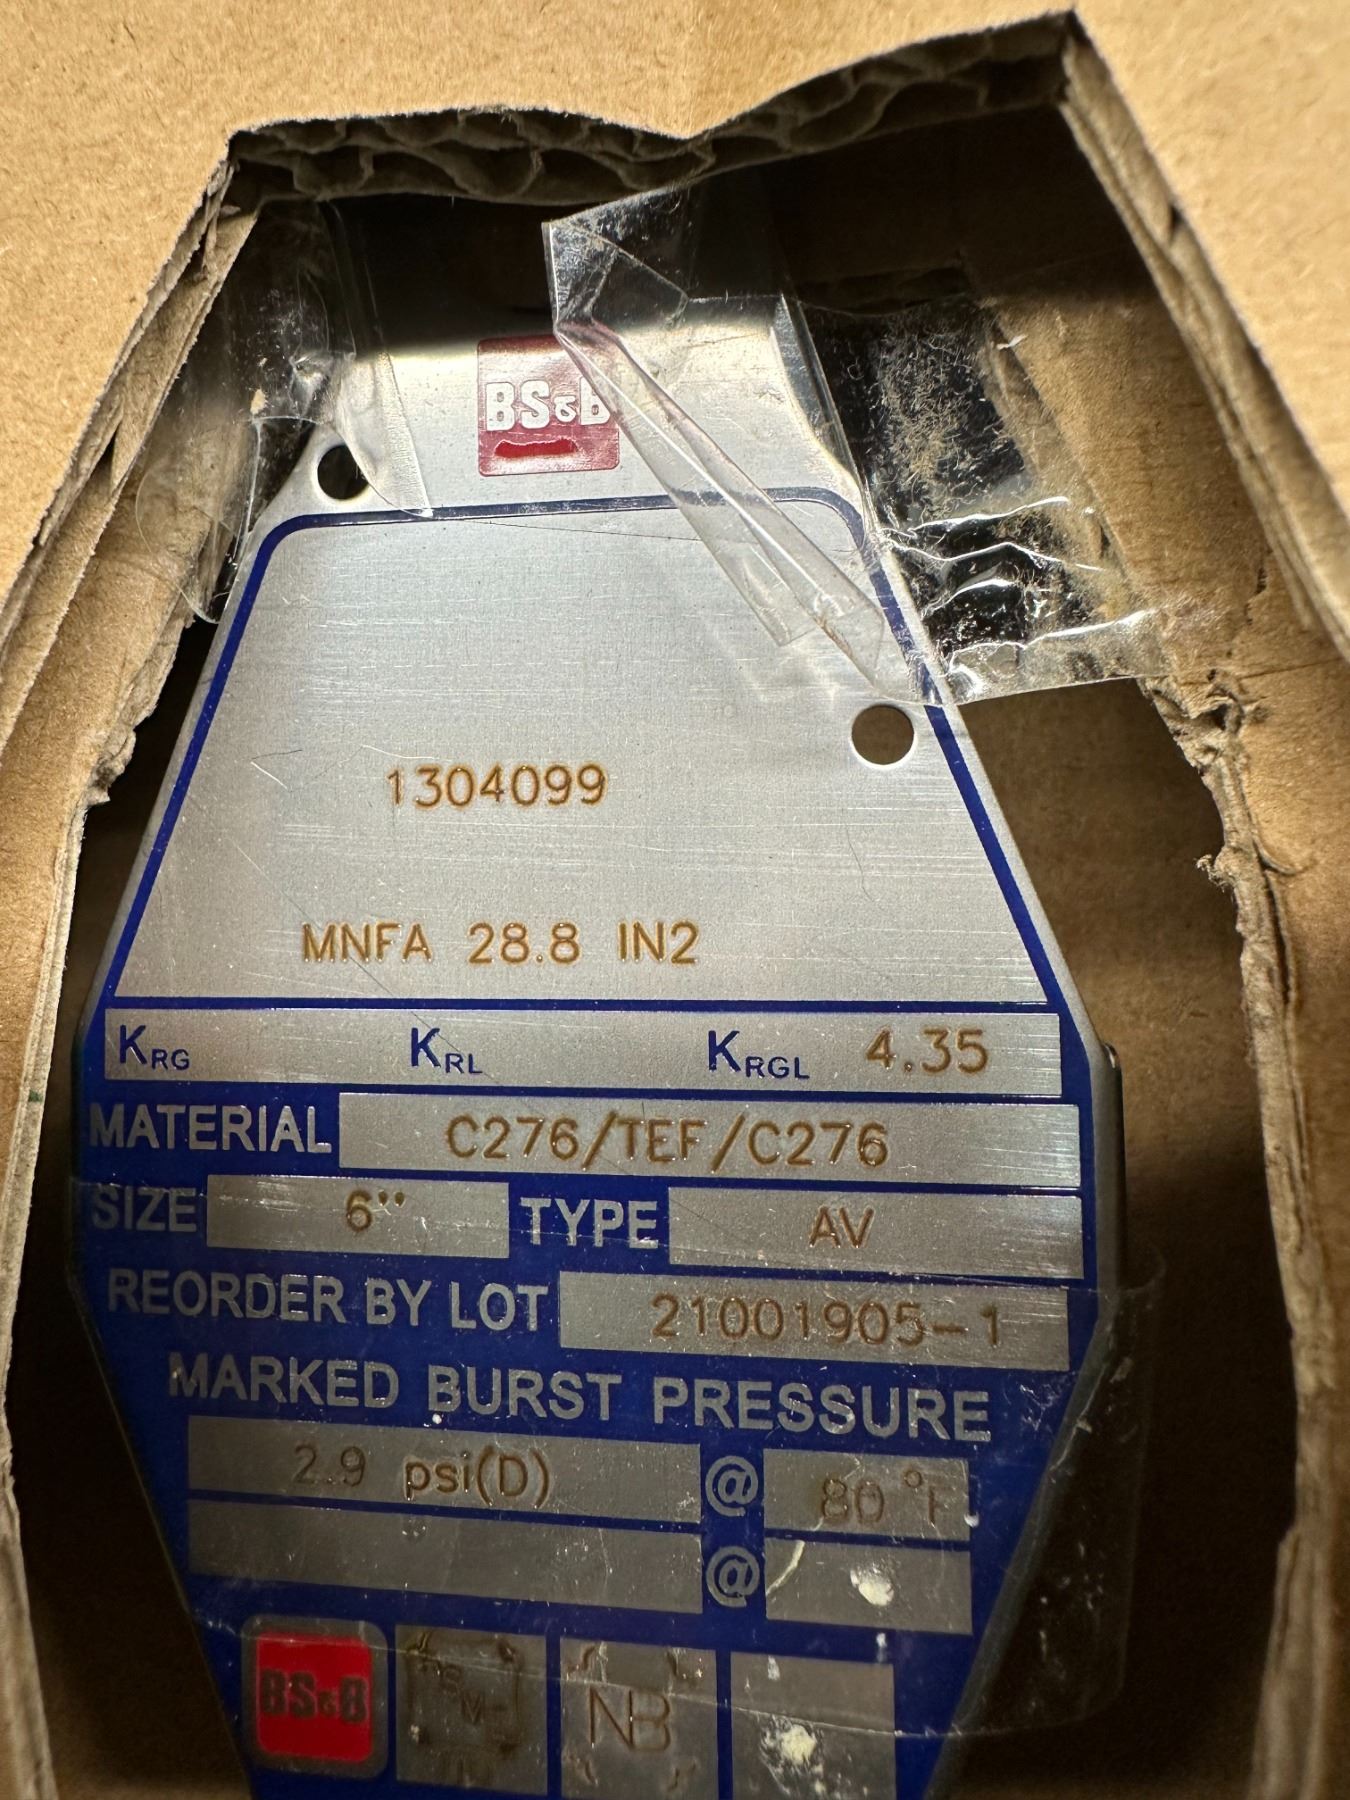 BS&B
1304099
MNFA 28.8 IN2
KRG KRL KRGL 4.35
MATERIAL C276/TEF/C276
SIZE 6" TYPE AV
REORDER BY LOT 21001905-1
MARKED BURST PRESSURE
2.9 psi(D) @ 80°F
@
BS&B NB